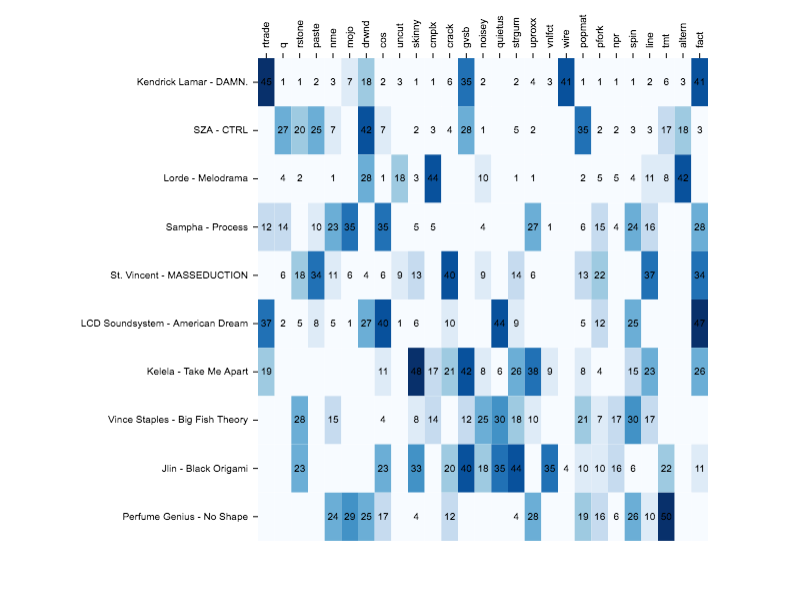 rtrade q rstone paste nme mojo drwnd cos uncut skinny cmplx crack gvsb noisey quietus strgum uproxx vnlfct wire popmat pfork npr spin line tmt altern fact
Kendrick Lamar - DAMN. 45 1 1 2 3 7 18 2 3 1 1 6 35 2 2 4 3 41 1 1 1 1 2 6 3 41
SZA - CTRL 27 20 25 7 42 7 2 3 4 28 1 5 2 35 2 2 3 3 17 18 3
Lorde - Melodrama 4 2 1 28 1 18 3 44 10 1 1 2 5 5 4 11 8 42
Sampha - Process 12 14 10 23 35 35 5 5 4 27 1 6 15 4 24 16 28
St. Vincent - MASSEDUCTION 6 18 34 11 6 4 6 9 13 40 9 14 6 13 22 37 34
LCD Soundsystem - American Dream 37 2 5 8 5 1 27 40 1 6 10 44 9 5 12 25 47
Kelela - Take Me Apart 19 11 48 17 21 42 8 6 26 38 9 8 4 15 23 26
Vince Staples - Big Fish Theory 28 15 4 8 14 12 25 30 18 10 21 7 17 30 17
Jlin - Black Origami 23 23 33 20 40 18 35 44 35 4 10 10 16 6 22 11
Perfume Genius - No Shape 24 29 25 17 4 12 4 28 19 16 6 26 10 50